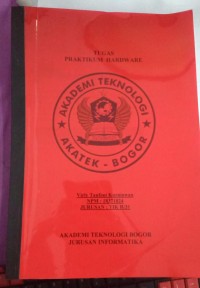 TUGAS
PRAKTIKUM HARDWARE
AKADEMI TEKNOLOGI
AKATEK - BOGOR
AKADEMI TEKNOLOGI BOGOR
JURUSAN INFORMATIKA